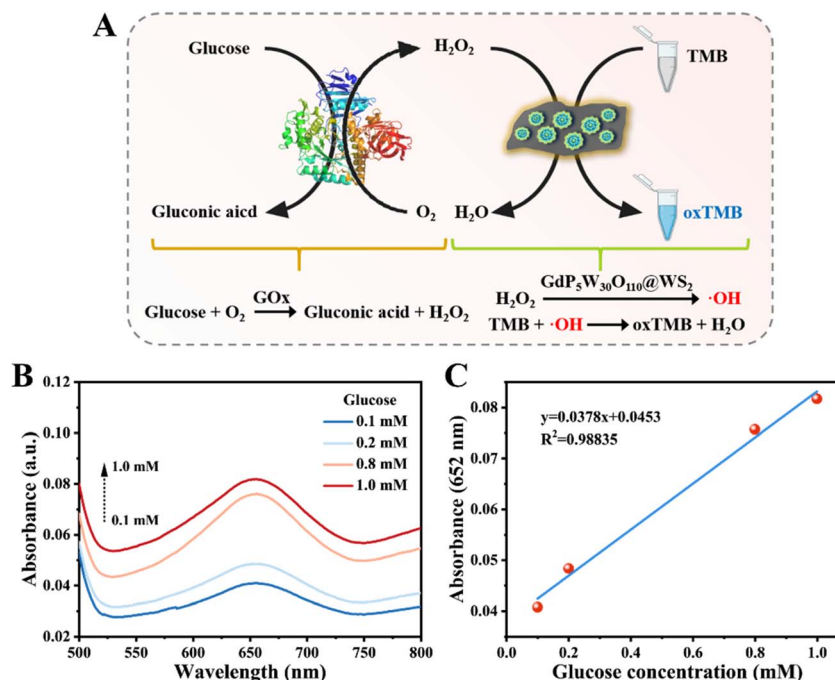 A
Glucose
H₂O₂
TMB
Gluconic aicd
O₂
H₂O
oxTMB
Glucose + O₂ GOx Gluconic acid + H₂O₂
GdP₅W₃₀O₁₁₀@WS₂
H₂O₂ ·OH
TMB + ·OH oxTMB + H₂O
B
Absorbance (a.u.)
0.12
0.10
0.08
0.06
0.04
0.02
Glucose
0.1 mM
0.2 mM
0.8 mM
1.0 mM
1.0 mM
0.1 mM
500 550 600 650 700 750 800
Wavelength (nm)
C
Absorbance (652 nm)
0.08
0.07
0.06
0.05
0.04
y=0.0378x+0.0453
R²=0.98835
0.0 0.2 0.4 0.6 0.8 1.0
Glucose concentration (mM)